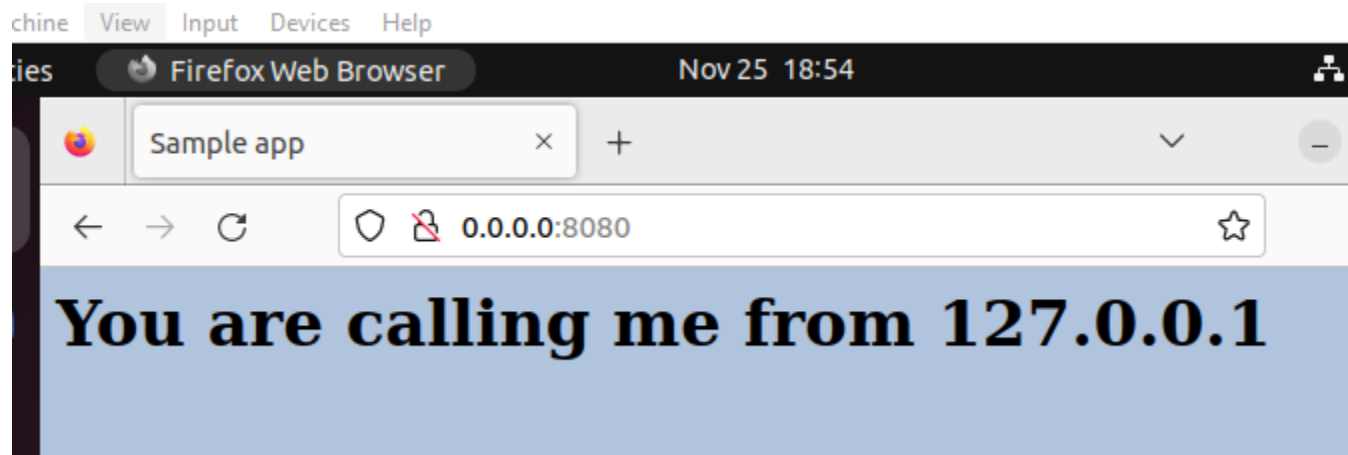 chine View Input Devices Help
ties Firefox Web Browser Nov 25 18:54
Sample app
0.0.0.0:8080
You are calling me from 127.0.0.1